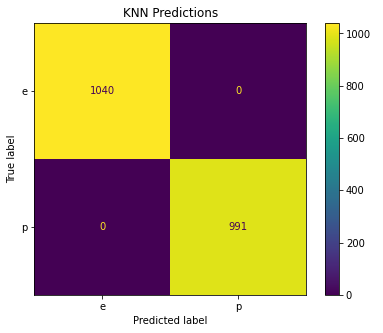 KNN Predictions
e
1040
0
p
0
991
e
p
True label
Predicted label
1000
800
600
400
200
0